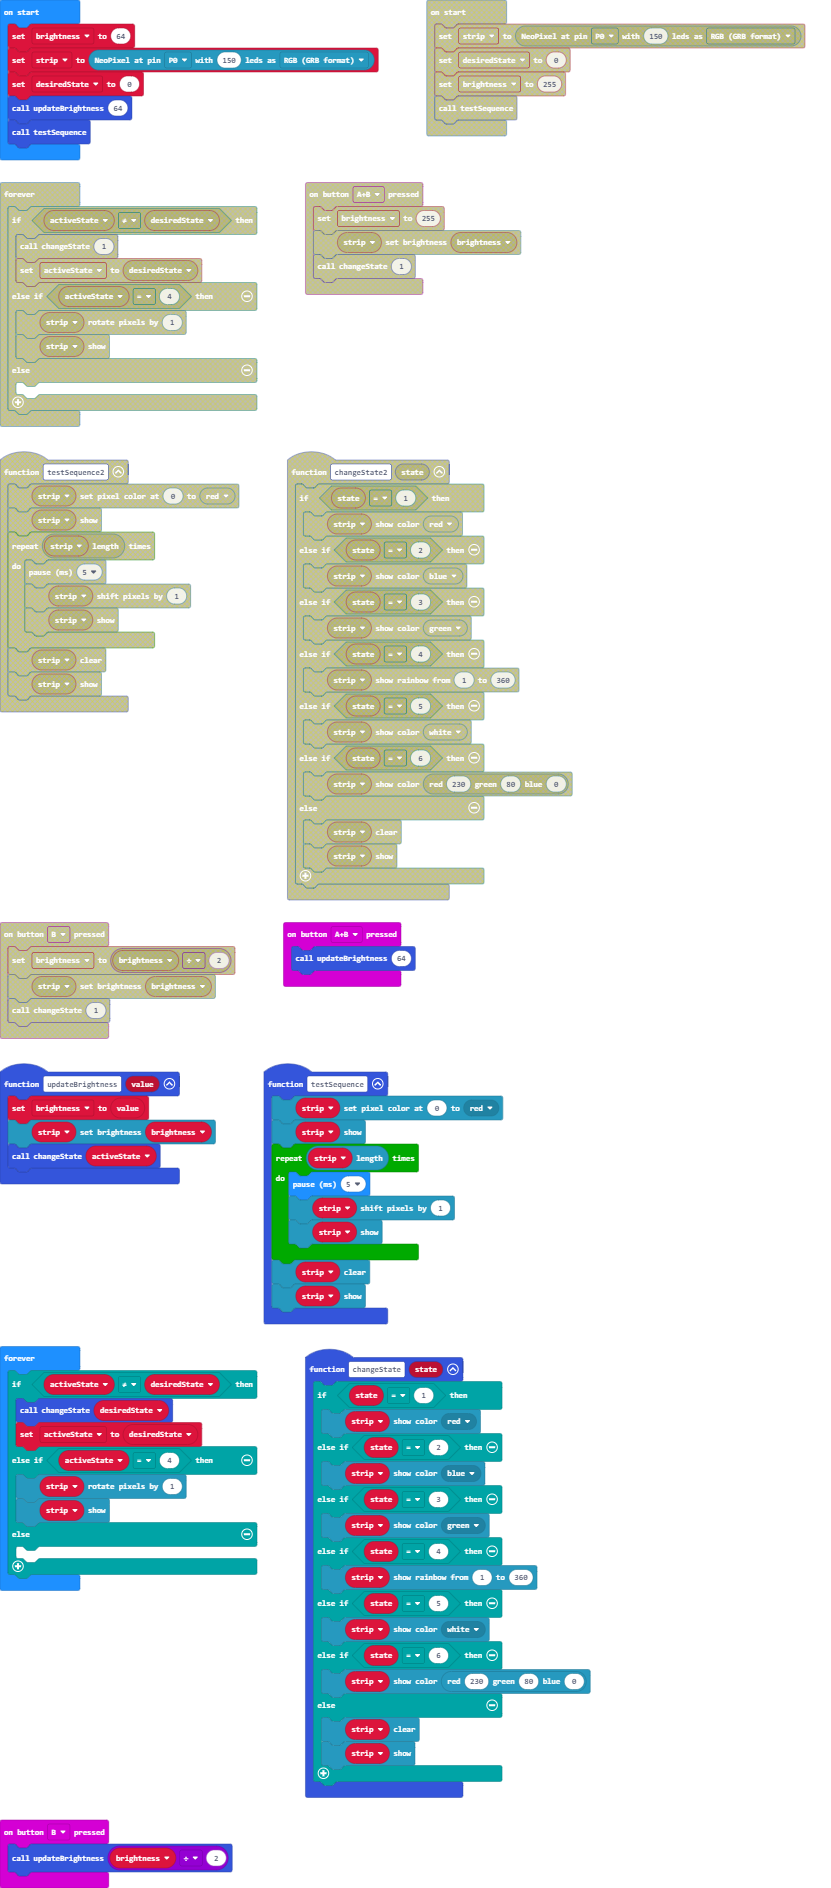 on start
set brightness to 64
set strip to NeoPixel at pin P0 with 150 leds as RGB (GRB format)
set desiredState to 0
call updateBrightness 64
call testSequence
on start
set strip to NeoPixel at pin P0 with 150 leds as RGB (GRB format)
set desiredState to 0
set brightness to 255
call testSequence
forever
if activeState ≠ desiredState then
call changeState 1
set activeState to desiredState
else if activeState = 4 then
strip rotate pixels by 1
strip show
else
on button A+B pressed
set brightness to 255
strip set brightness brightness
call changeState 1
function testSequence2
strip set pixel color at 0 to red
strip show
repeat strip length times
do
pause (ms) 5
strip shift pixels by 1
strip show
strip clear
strip show
function changeState2 state
if state = 1 then
strip show color red
else if state = 2 then
strip show color blue
else if state = 3 then
strip show color green
else if state = 4 then
strip show rainbow from 1 to 360
else if state = 5 then
strip show color white
else if state = 6 then
strip show color red 230 green 80 blue 0
else
strip clear
strip show
on button B pressed
set brightness to brightness ÷ 2
strip set brightness brightness
call changeState 1
on button A+B pressed
call updateBrightness 64
function updateBrightness value
set brightness to value
strip set brightness brightness
call changeState activeState
function testSequence
strip set pixel color at 0 to red
strip show
repeat strip length times
do
pause (ms) 5
strip shift pixels by 1
strip show
strip clear
strip show
forever
if activeState ≠ desiredState then
call changeState desiredState
set activeState to desiredState
else if activeState = 4 then
strip rotate pixels by 1
strip show
else
function changeState state
if state = 1 then
strip show color red
else if state = 2 then
strip show color blue
else if state = 3 then
strip show color green
else if state = 4 then
strip show rainbow from 1 to 360
else if state = 5 then
strip show color white
else if state = 6 then
strip show color red 230 green 80 blue 0
else
strip clear
strip show
on button B pressed
call updateBrightness brightness ÷ 2